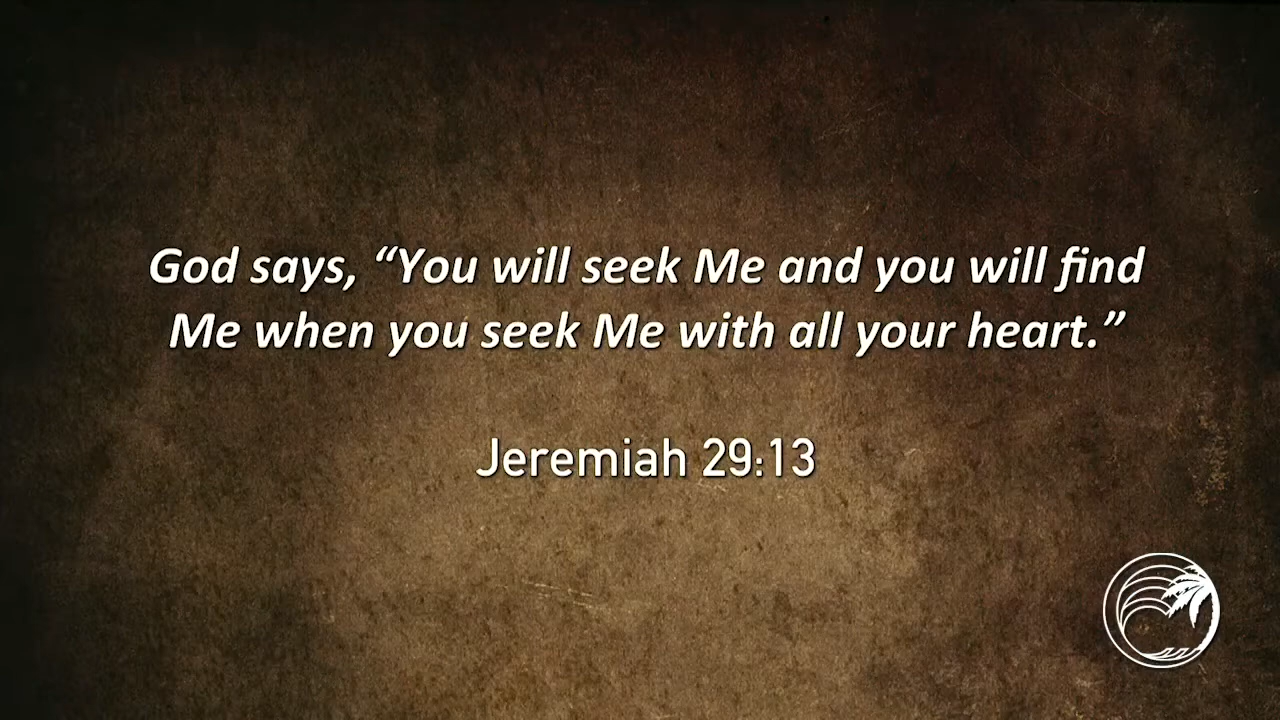 God says, “You will seek Me and you will find
Me when you seek Me with all your heart.”
Jeremiah 29:13